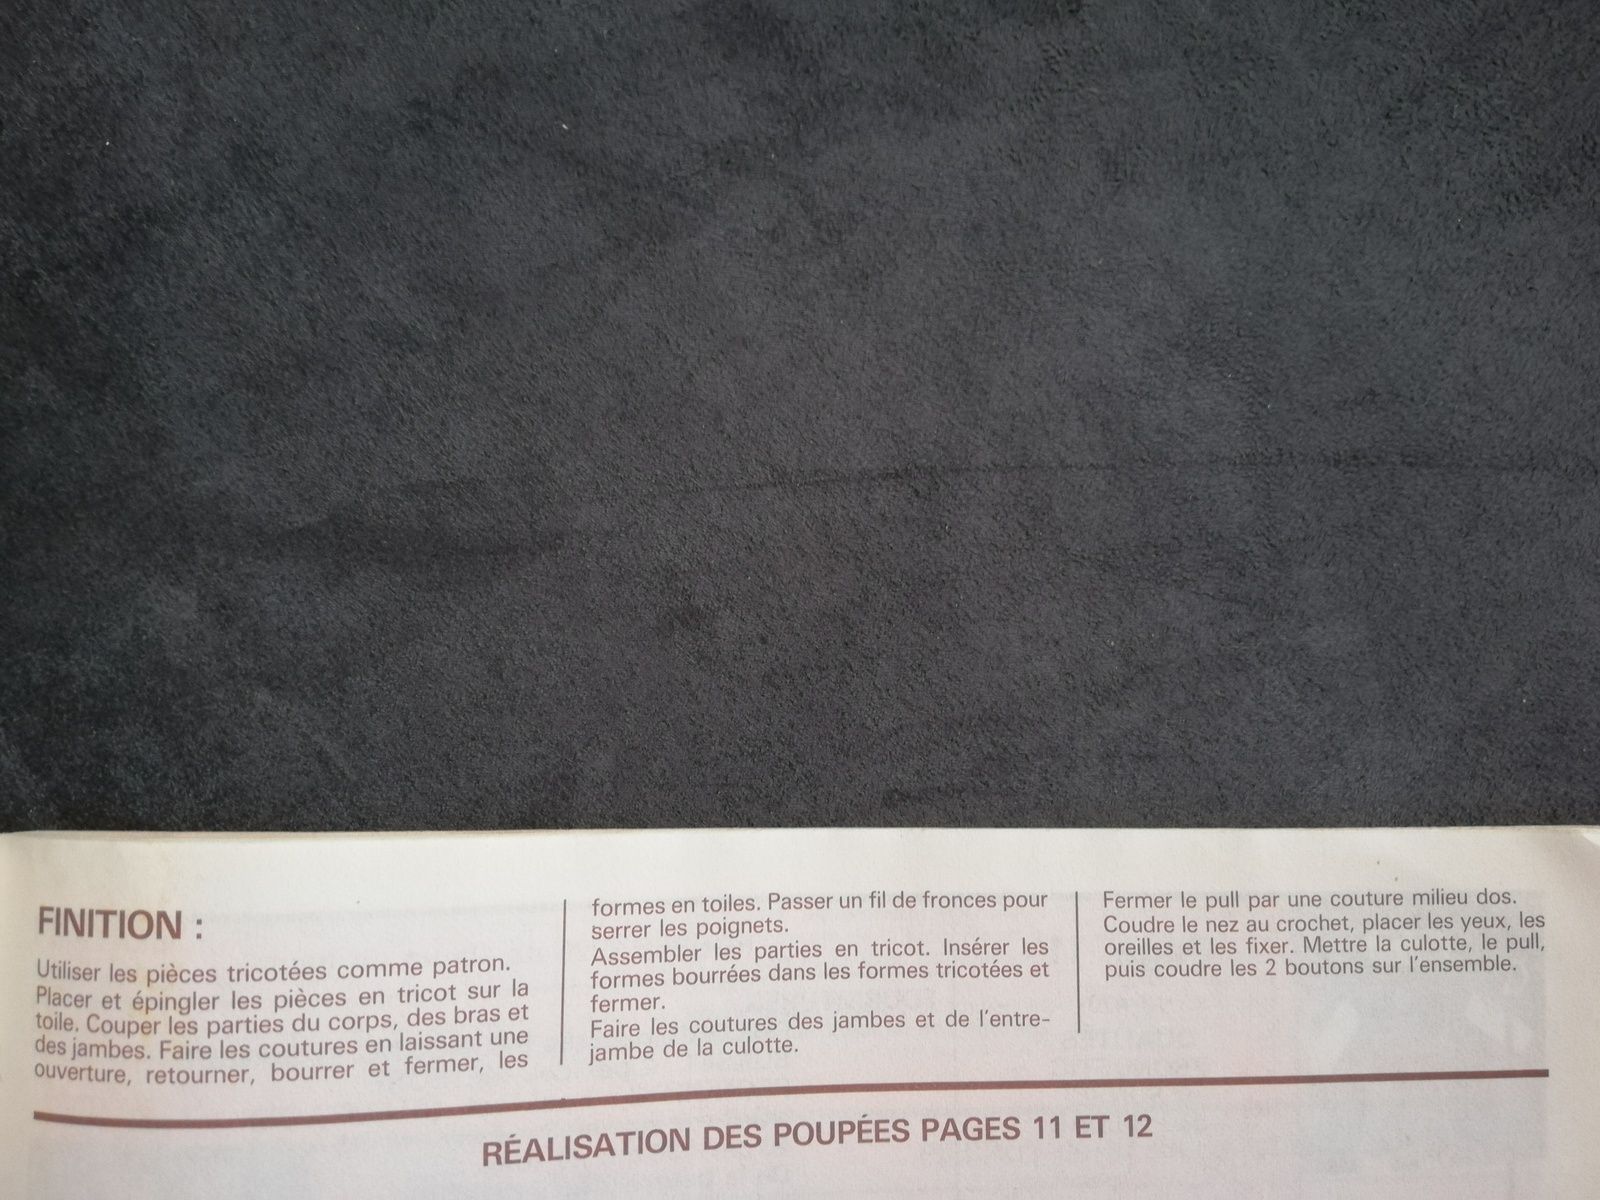 FINITION :
Utiliser les pièces tricotées comme patron.
Placer et épingler les pièces en tricot sur la
toile. Couper les parties du corps, des bras et
des jambes. Faire les coutures en laissant une
ouverture, retourner, bourrer et fermer, les
formes en toiles. Passer un fil de fronces pour
serrer les poignets.
Assembler les parties en tricot. Insérer les
formes bourrées dans les formes tricotées et
fermer.
Faire les coutures des jambes et de l'entre-
jambe de la culotte.
Fermer le pull par une couture milieu dos.
Coudre le nez au crochet, placer les yeux, les
oreilles et les fixer. Mettre la culotte, le pull,
puis coudre les 2 boutons sur l'ensemble.
RÉALISATION DES POUPÉES PAGES 11 ET 12